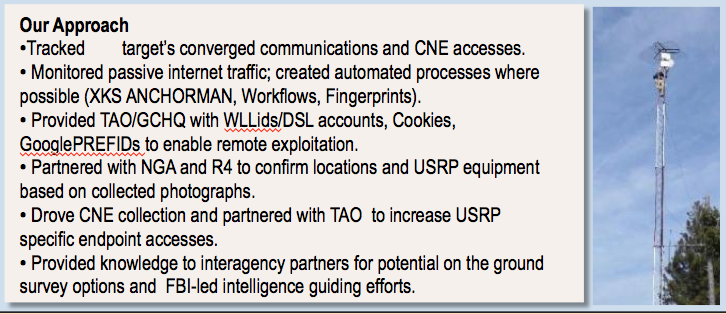 Our Approach
•Tracked target's converged communications and CNE accesses.
• Monitored passive internet traffic; created automated processes where
possible (XKS ANCHORMAN, Workflows, Fingerprints).
• Provided TAO/GCHQ with WLLids/DSL accounts, Cookies,
GooglePREFIDs to enable remote exploitation.
• Partnered with NGA and R4 to confirm locations and USRP equipment
based on collected photographs.
• Drove CNE collection and partnered with TAO to increase USRP
specific endpoint accesses.
• Provided knowledge to interagency partners for potential on the ground
survey options and FBI-led intelligence guiding efforts.